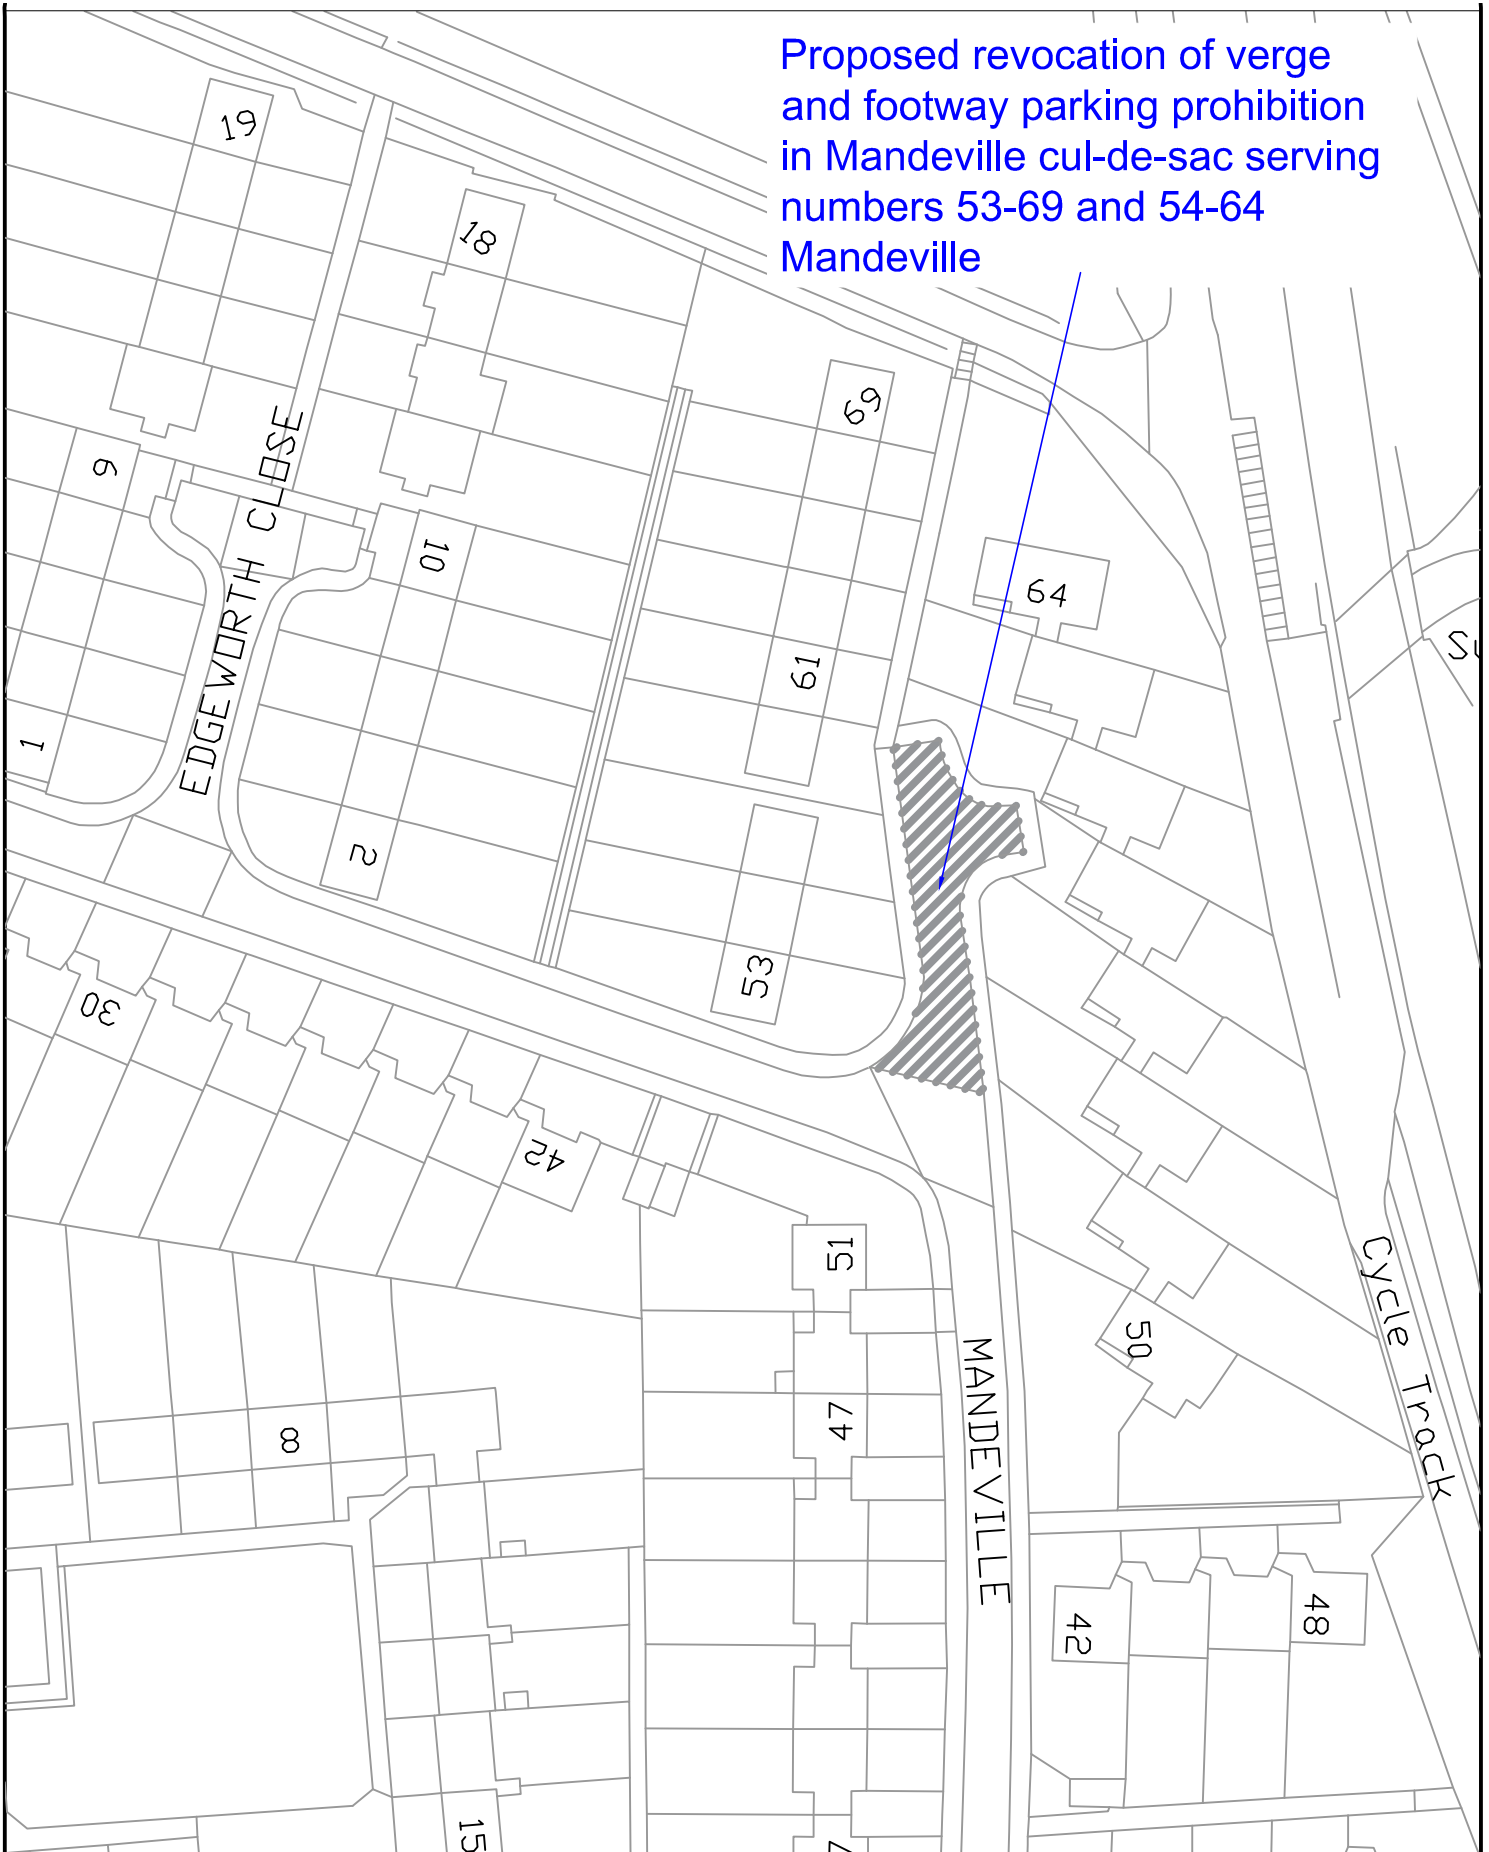 Proposed revocation of verge
and footway parking prohibition
in Mandeville cul-de-sac serving
numbers 53-69 and 54-64
Mandeville
19
18
69
9
EDGEWORTH CLOSE
10
64
61
1
2
53
30
42
51
50
Cycle Track
MANDEVILLE
47
8
42
48
15